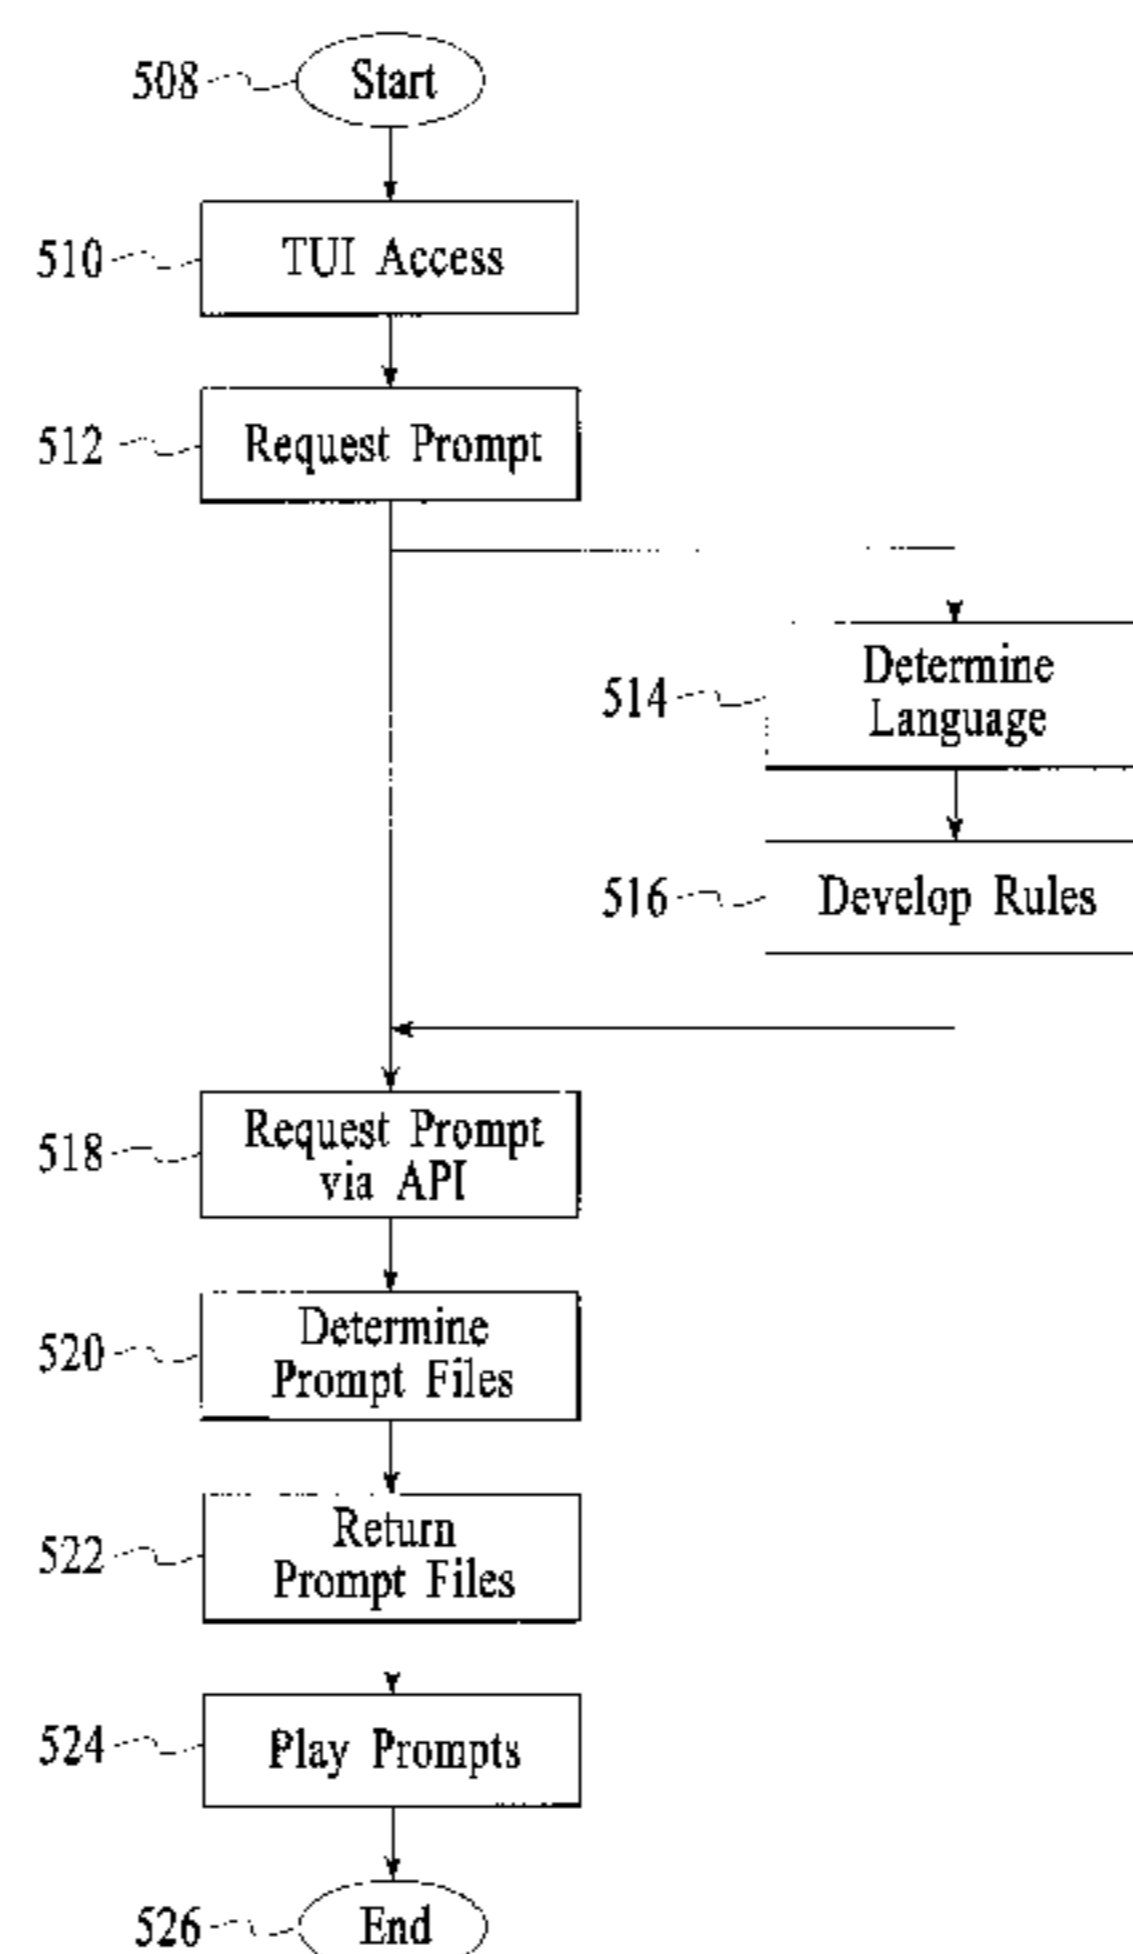 508 Start
510 TUI Access
512 Request Prompt
514 Determine
Language
516 Develop Rules
518 Request Prompt
via API
520 Determine
Prompt Files
522 Return
Prompt Files
524 Play Prompts
526 End